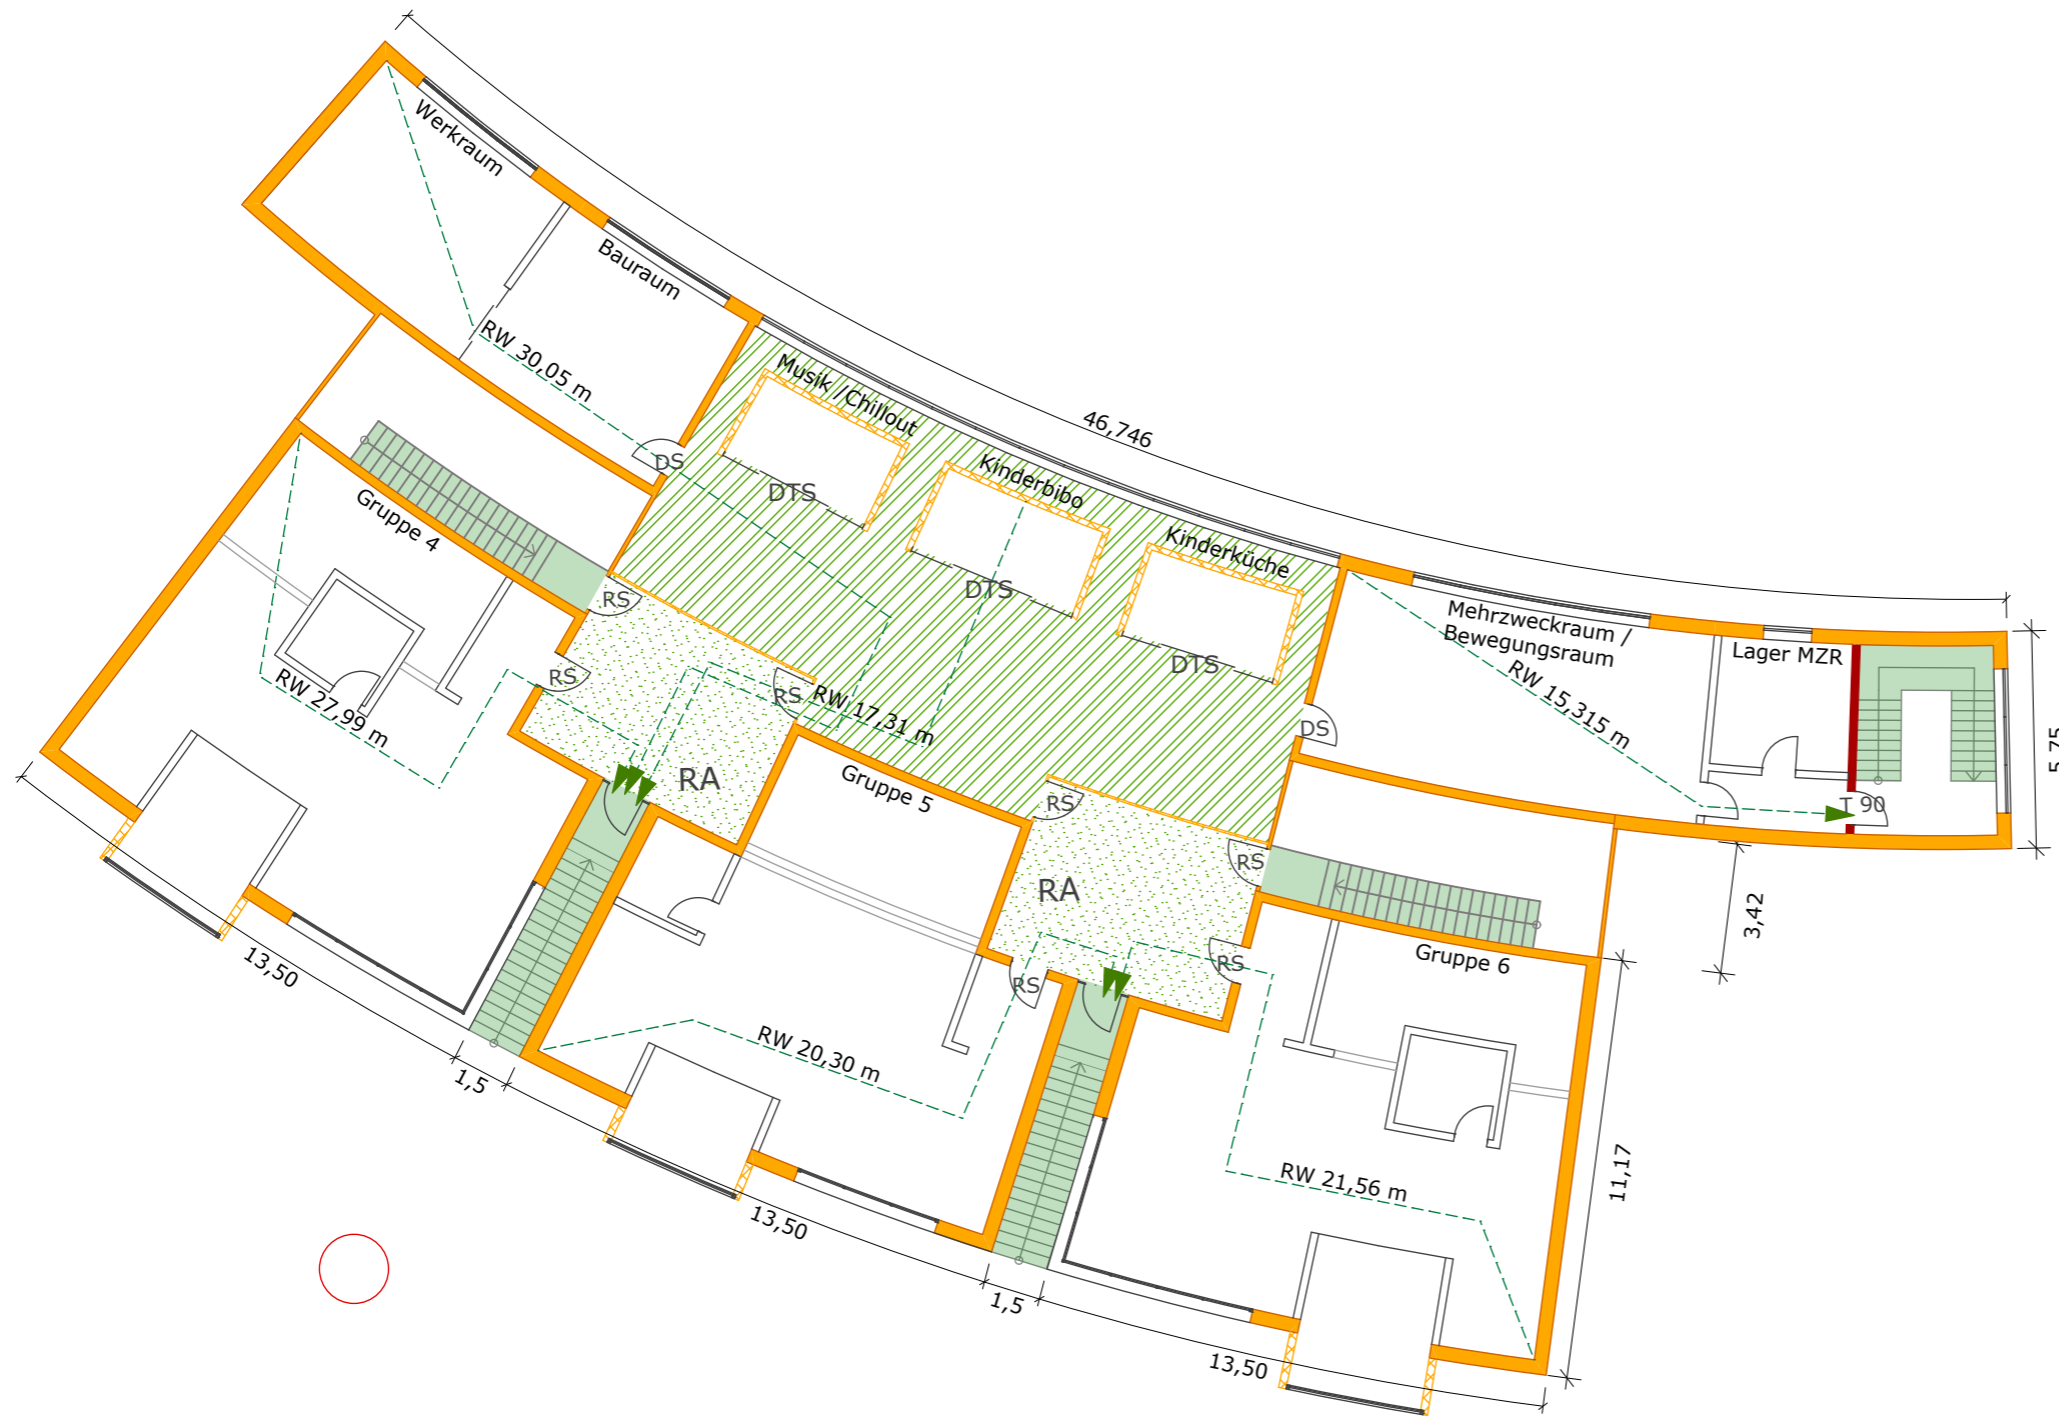 Werkraum
Bauraum
RW 30,05 m
46,746
Musik /Chillout
DS
DTS
Kinderbibo
DTS
Kinderküche
DTS
Gruppe 4
RS
RS
RW 27,99 m
RS
RW 17,31 m
RA
Mehrzweckraum /
Bewegungsraum
RW 15,315 m
Lager MZR
DS
T 90
5,75
3,42
Gruppe 5
RS
RA
RS
RS
RS
Gruppe 6
13,50
1,5
RW 20,30 m
RW 21,56 m
11,17
13,50
1,5
13,50